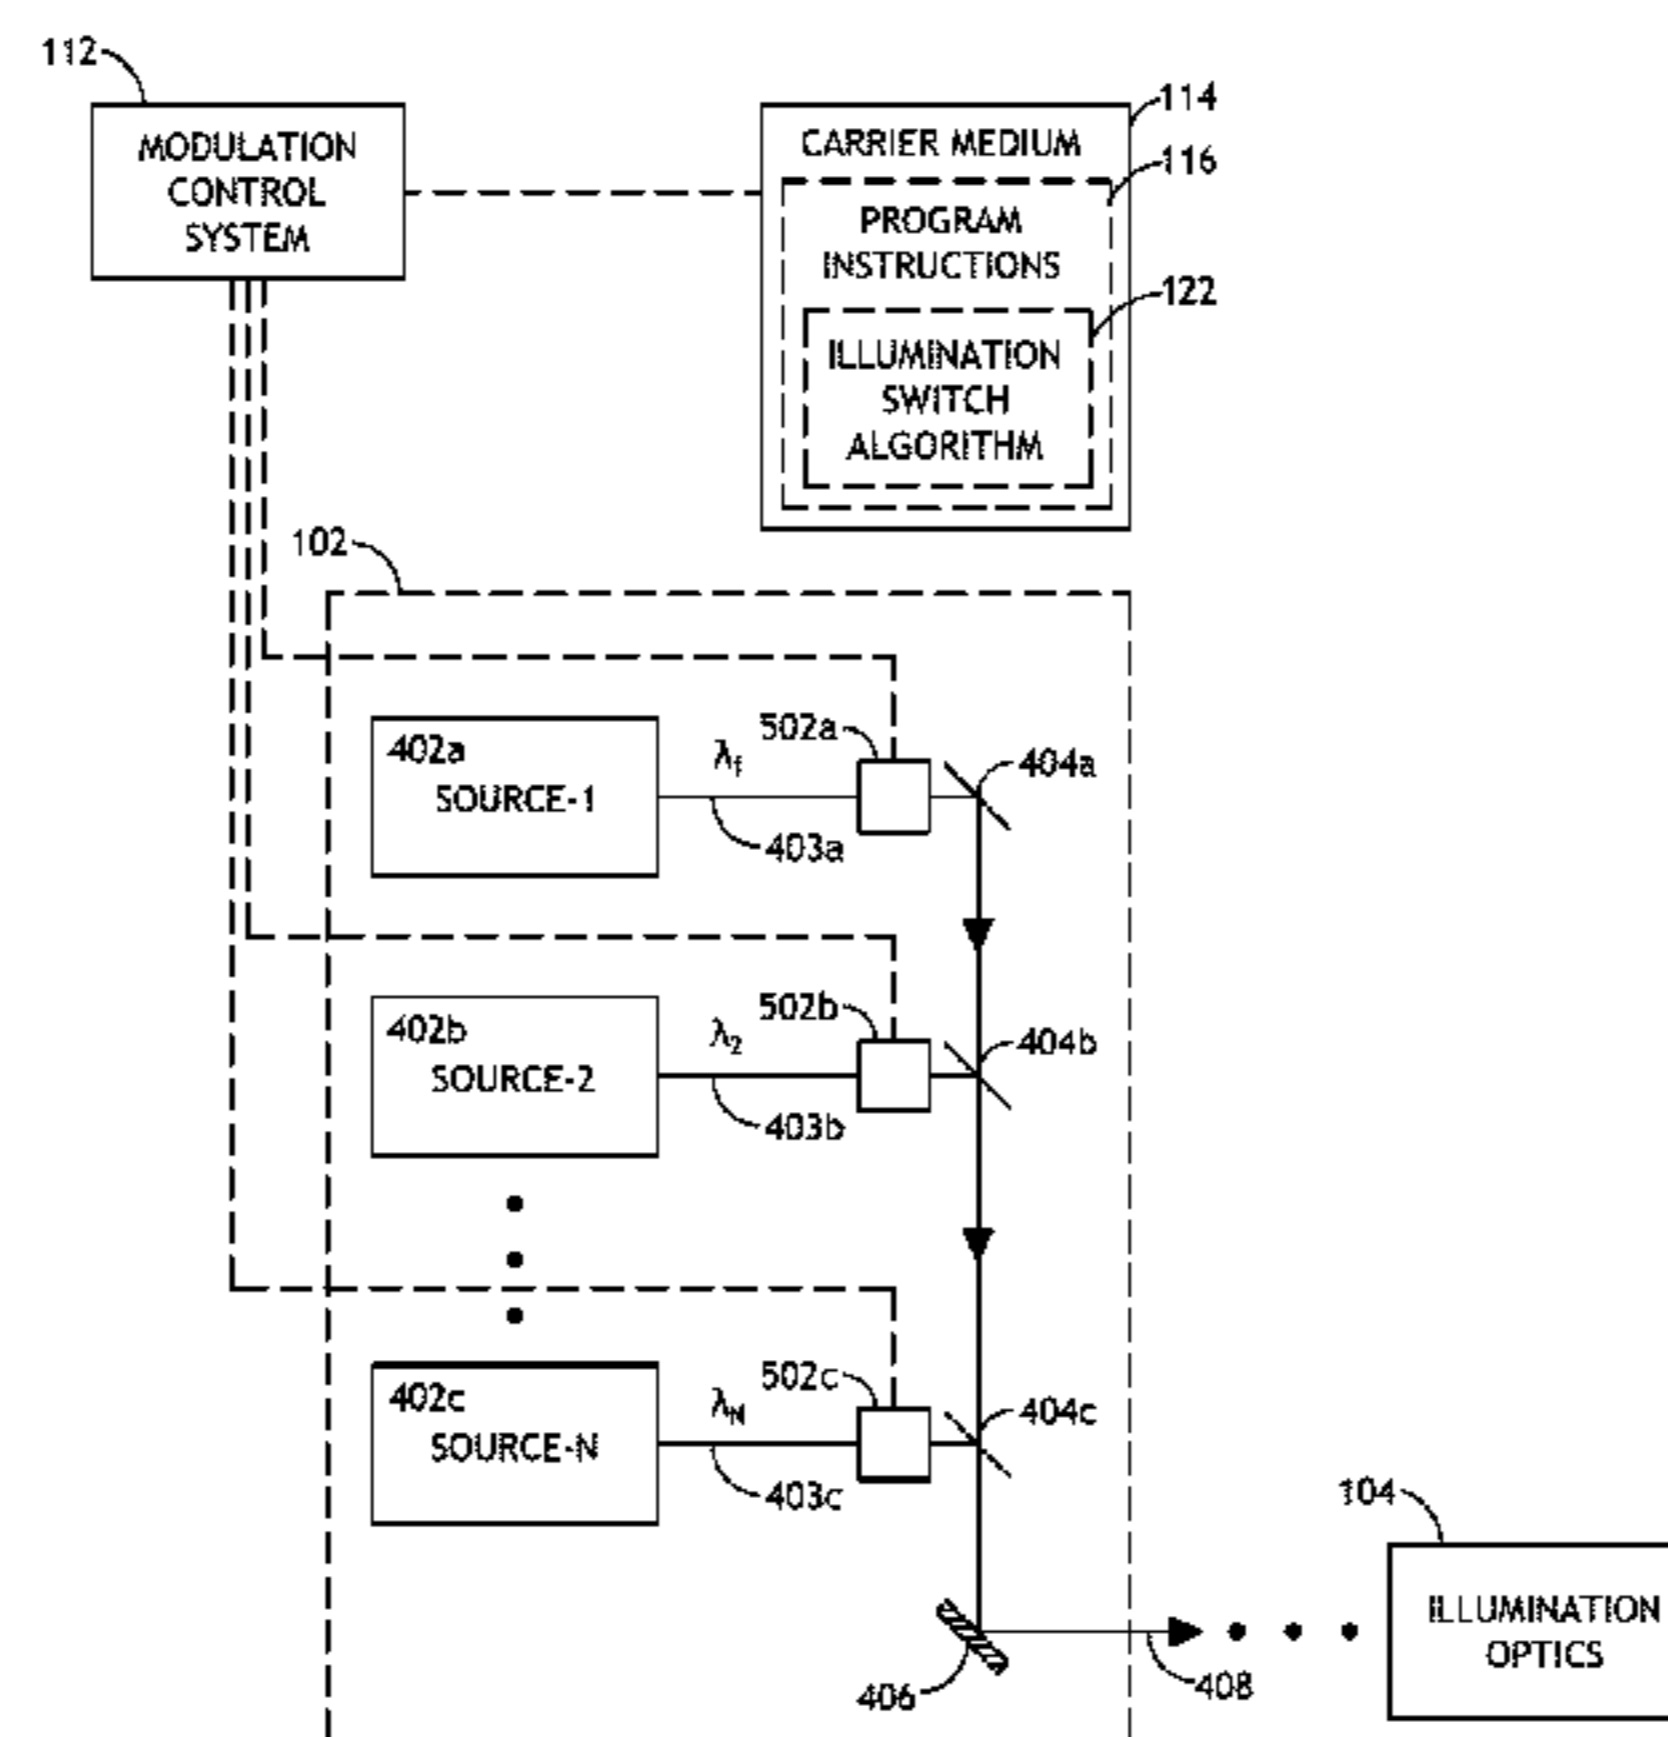 112
MODULATION
CONTROL
SYSTEM
114
CARRIER MEDIUM
116
PROGRAM
INSTRUCTIONS
122
ILLUMINATION
SWITCH
ALGORITHM
102
402a
SOURCE-1
λ1
403a
502a
404a
402b
SOURCE-2
λ2
403b
502b
404b
402c
SOURCE-N
λN
403c
502c
404c
406
408
104
ILLUMINATION
OPTICS